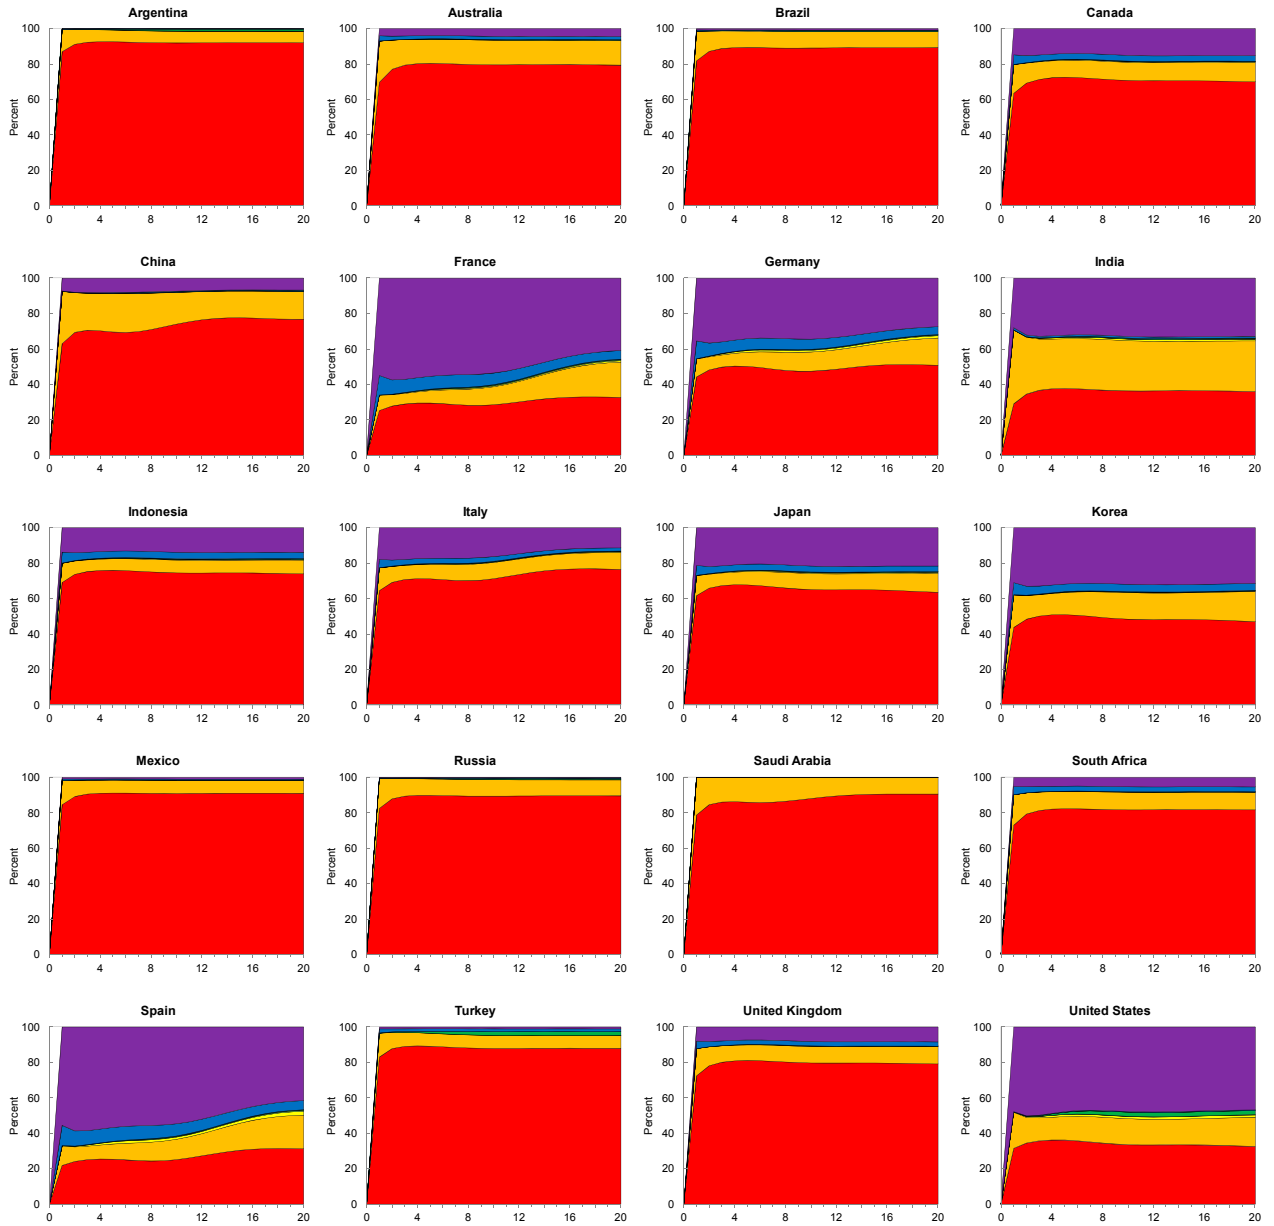 Argentina Australia Brazil Canada
100 100 100 100
80 80 80 80
60 60 60 60
Percent Percent Percent Percent
40 40 40 40
20 20 20 20
0 0 0 0
0 4 8 12 16 20 0 4 8 12 16 20 0 4 8 12 16 20 0 4 8 12 16 20
China France Germany India
100 100 100 100
80 80 80 80
60 60 60 60
Percent Percent Percent Percent
40 40 40 40
20 20 20 20
0 0 0 0
0 4 8 12 16 20 0 4 8 12 16 20 0 4 8 12 16 20 0 4 8 12 16 20
Indonesia Italy Japan Korea
100 100 100 100
80 80 80 80
60 60 60 60
Percent Percent Percent Percent
40 40 40 40
20 20 20 20
0 0 0 0
0 4 8 12 16 20 0 4 8 12 16 20 0 4 8 12 16 20 0 4 8 12 16 20
Mexico Russia Saudi Arabia South Africa
100 100 100 100
80 80 80 80
60 60 60 60
Percent Percent Percent Percent
40 40 40 40
20 20 20 20
0 0 0 0
0 4 8 12 16 20 0 4 8 12 16 20 0 4 8 12 16 20 0 4 8 12 16 20
Spain Turkey United Kingdom United States
100 100 100 100
80 80 80 80
60 60 60 60
Percent Percent Percent Percent
40 40 40 40
20 20 20 20
0 0 0 0
0 4 8 12 16 20 0 4 8 12 16 20 0 4 8 12 16 20 0 4 8 12 16 20